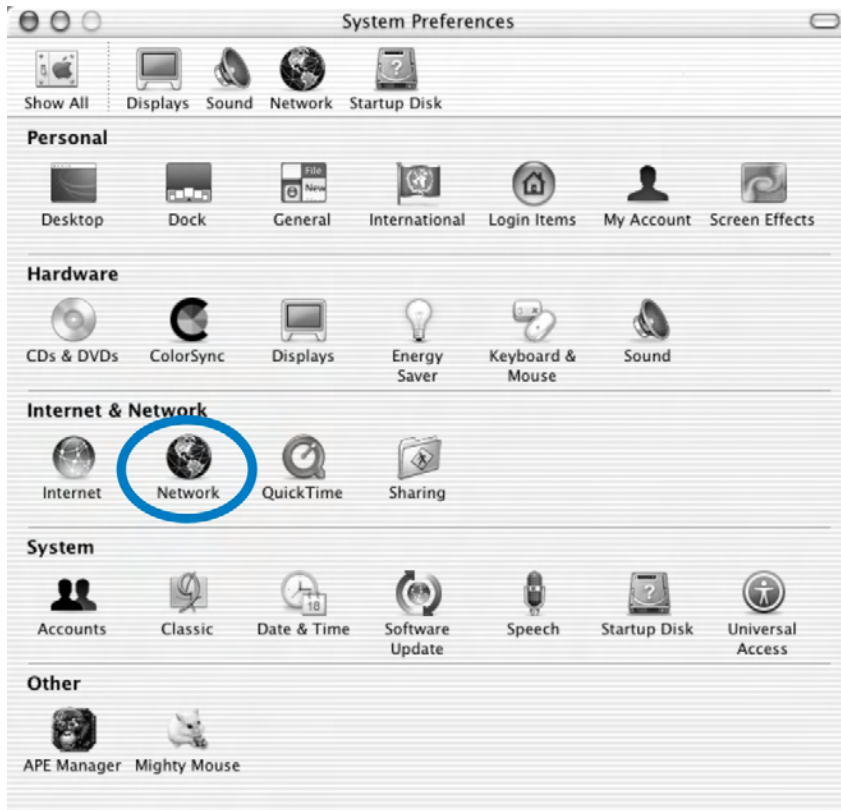 System Preferences
Show All Displays Sound Network Startup Disk
Personal
File
New
Desktop Dock General International Login Items My Account Screen Effects
Hardware
CDs & DVDs ColorSync Displays Energy Saver Keyboard & Mouse Sound
Internet & Network
Internet Network QuickTime Sharing
System
18
Accounts Classic Date & Time Software Update Speech Startup Disk Universal Access
Other
APE Manager Mighty Mouse